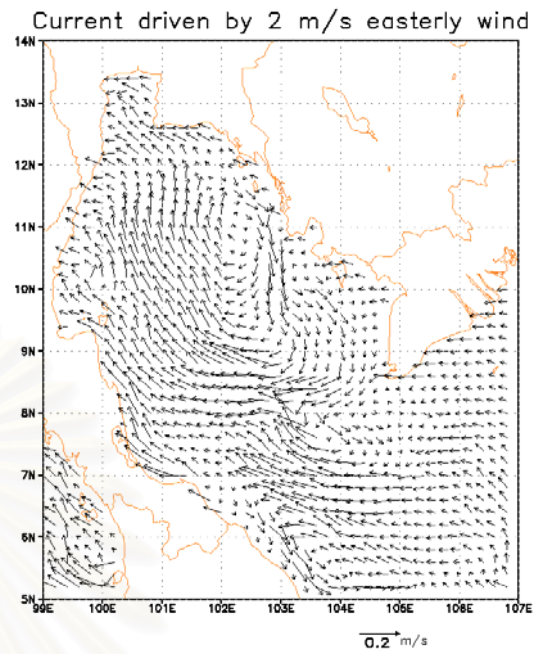 Current driven by 2 m/s easterly wind
14N
13N
12N
11N
10N
9N
8N
7N
6N
5N
99E 100E 101E 102E 103E 104E 105E 106E 107E
0.2 m/s